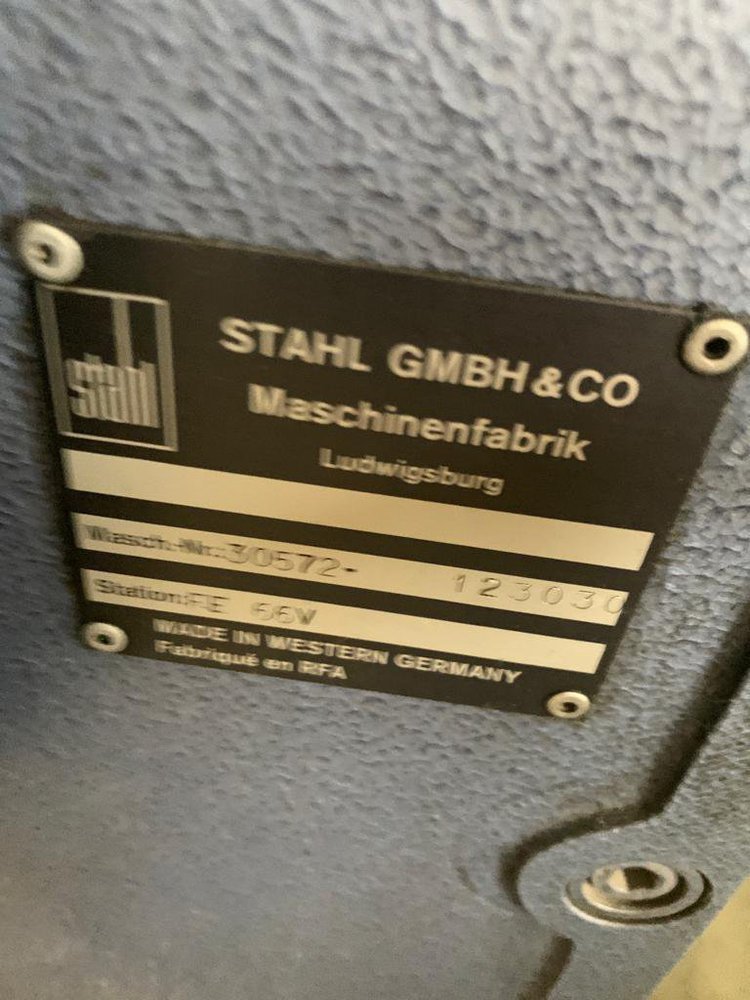 stahl
STAHL GMBH & CO
Maschinenfabrik
Ludwigsburg
Masch.-Nr.: 30572- 123030
Station: FE 66V
MADE IN WESTERN GERMANY
Fabriqué en RFA